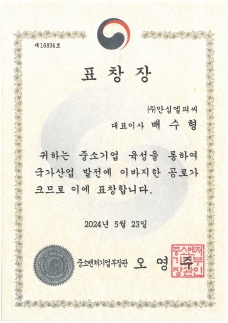 제16834호
표창장
㈜안심엘피씨
대표이사 배수형
귀하는 중소기업 육성을 통하여
국가산업 발전에 이바지한 공로가
크므로 이에 표창합니다.
2024년 5월 23일
중소벤처기업부장관 오영주